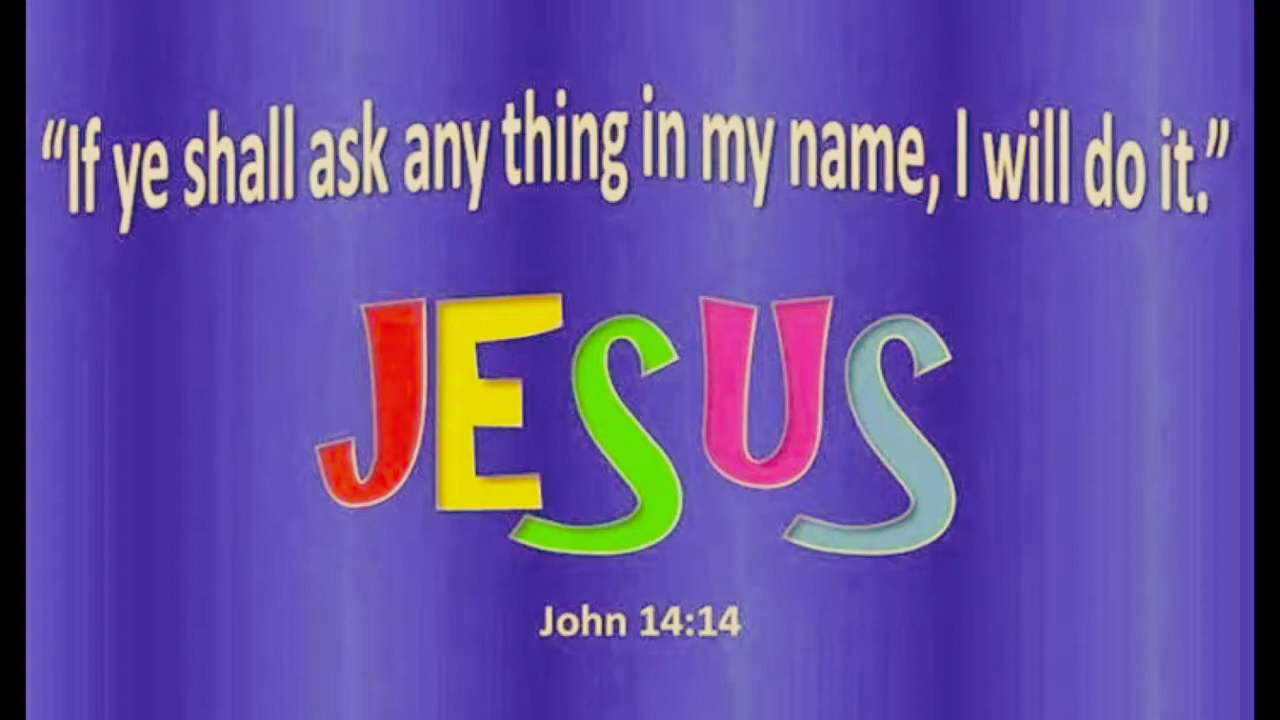 “If ye shall ask any thing in my name, I will do it.”
JESUS
John 14:14